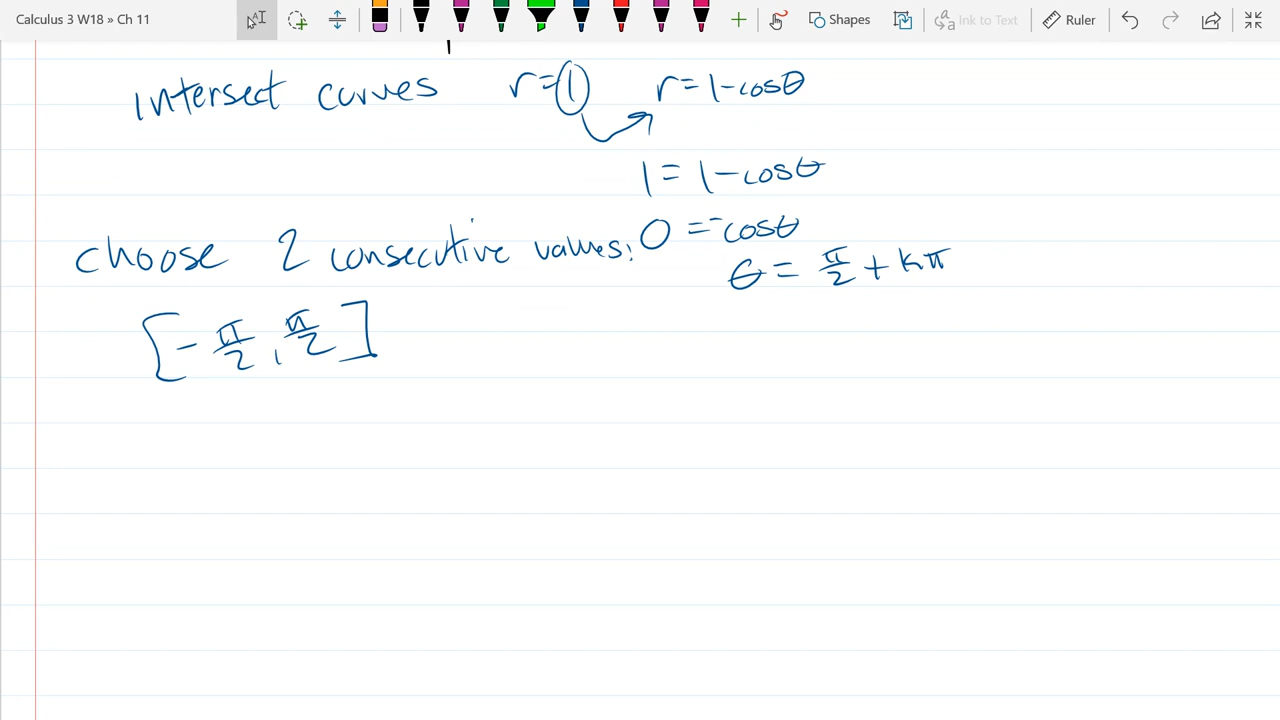 Calculus 3 W18 » Ch 11
Shapes
Link to Text
Ruler
intersect curves r=1 r=1-cosθ
1=1-cosθ
choose 2 consecutive values: 0=-cosθ
θ=π/2+kπ
[-π/2, π/2]